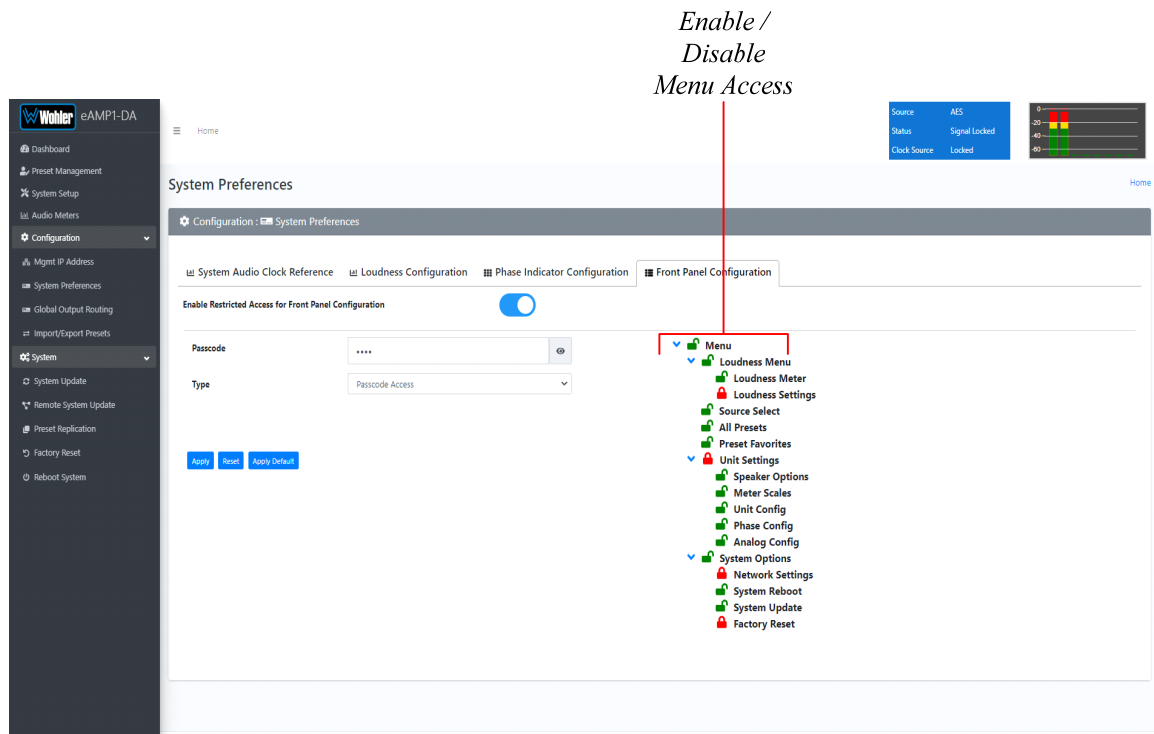 Enable /
Disable
Menu Access
Wohler eAMP1-DA
Home
Source AES
Status Signal Locked
Clock Source Locked
0
-20
-40
-60
Dashboard
Preset Management
System Setup
Audio Meters
Configuration
Mgmt IP Address
System Preferences
Global Output Routing
Import/Export Presets
System
System Update
Remote System Update
Preset Replication
Factory Reset
Reboot System
System Preferences
Home
Configuration : System Preferences
System Audio Clock Reference Loudness Configuration Phase Indicator Configuration Front Panel Configuration
Enable Restricted Access for Front Panel Configuration
Passcode
Type Passcode Access
Apply Reset Apply Default
Menu
Loudness Menu
Loudness Meter
Loudness Settings
Source Select
All Presets
Preset Favorites
Unit Settings
Speaker Options
Meter Scales
Unit Config
Phase Config
Analog Config
System Options
Network Settings
System Reboot
System Update
Factory Reset